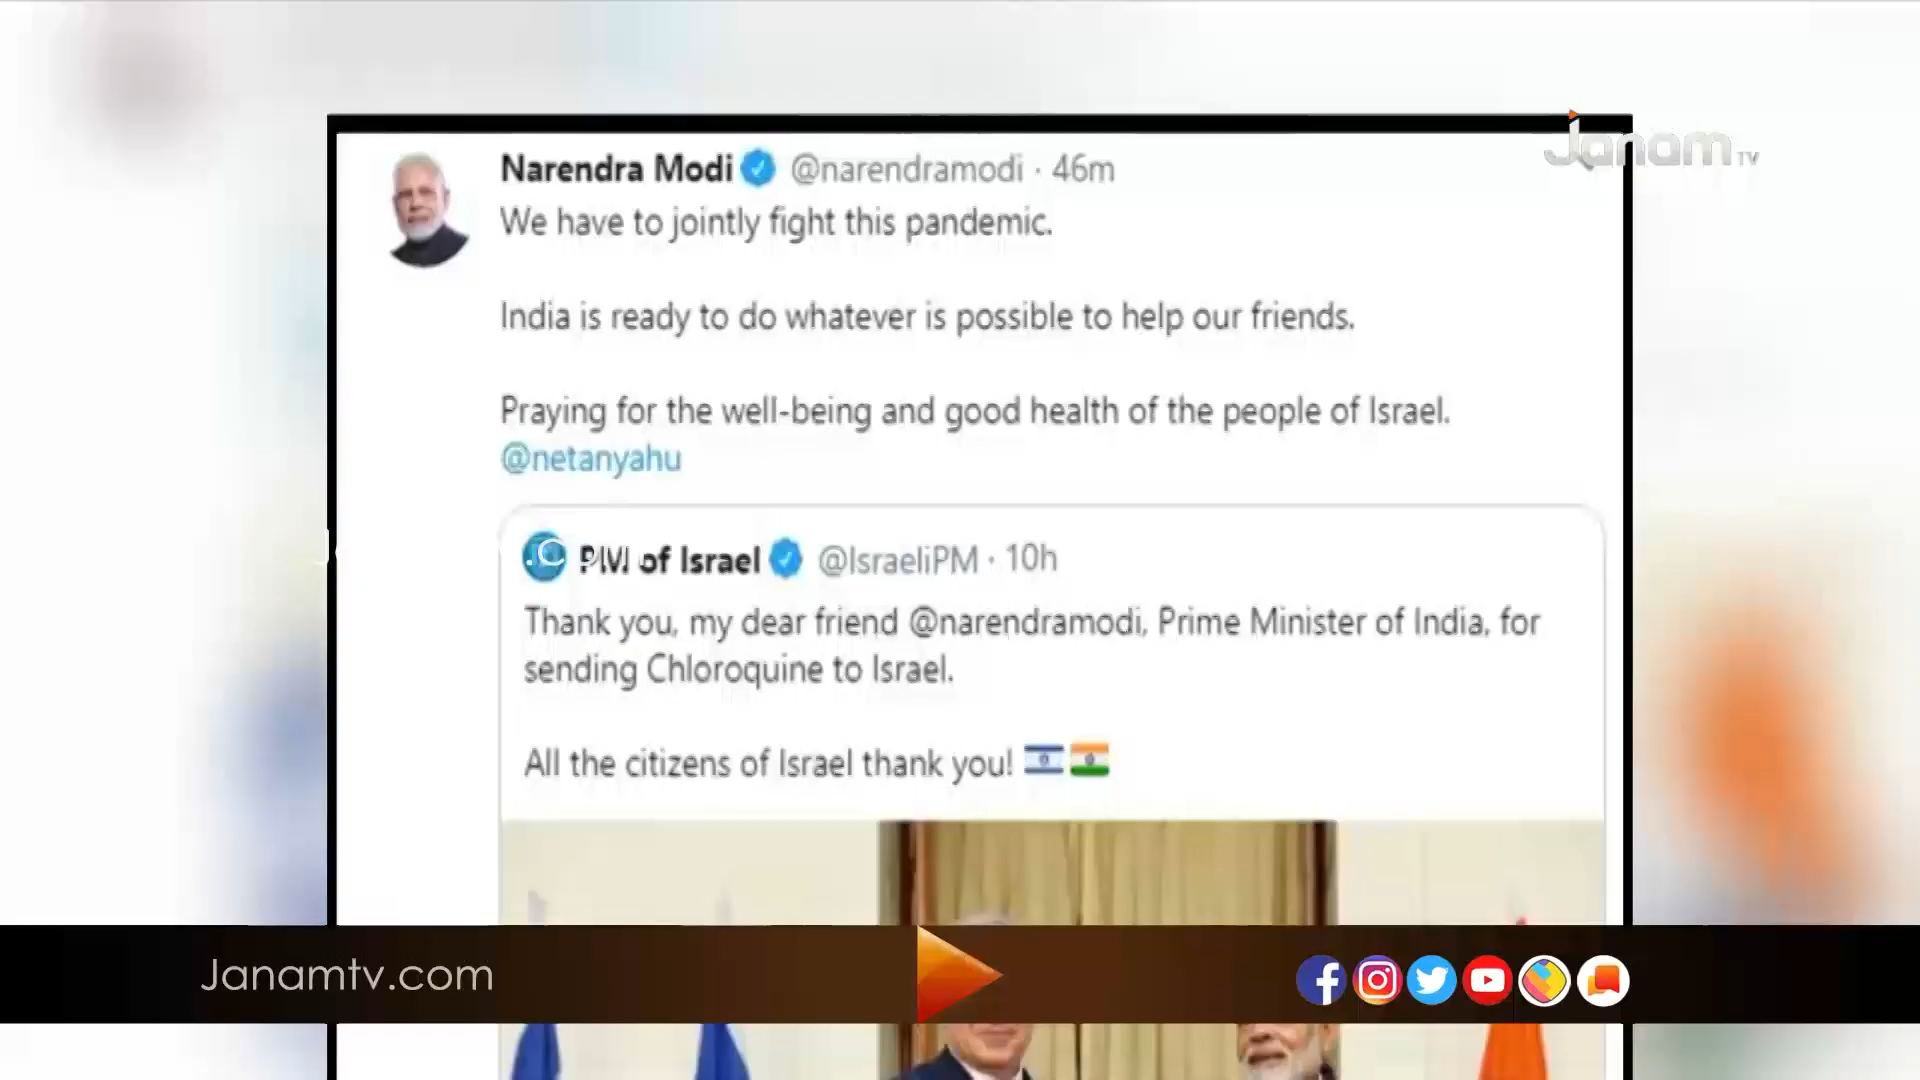 Janam TV
Narendra Modi @narendramodi · 46m
We have to jointly fight this pandemic.
India is ready to do whatever is possible to help our friends.
Praying for the well-being and good health of the people of Israel.
@netanyahu
PM of Israel @IsraeliPM · 10h
Thank you, my dear friend @narendramodi, Prime Minister of India, for
sending Chloroquine to Israel.
All the citizens of Israel thank you!
Janamtv.com